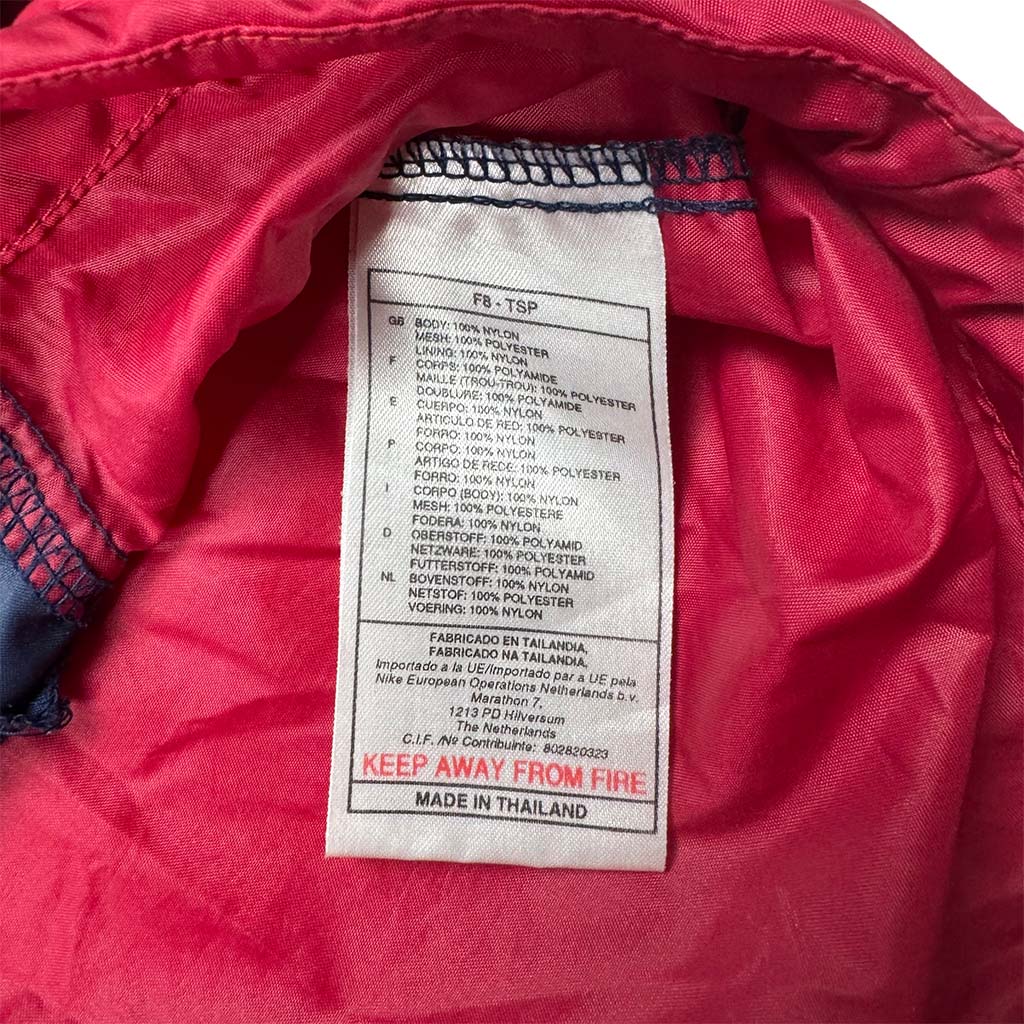 F8 - TSP
GB BODY: 100% NYLON
MESH: 100% POLYESTER
LINING: 100% NYLON
F CORPS: 100% POLYAMIDE
MAILLE (TROU-TROU): 100% POLYESTER
DOUBLURE: 100% POLYAMIDE
E CUERPO: 100% NYLON
ARTICULO DE RED: 100% POLYESTER
FORRO: 100% NYLON
P CORPO: 100% NYLON
ARTIGO DE REDE: 100% POLYESTER
FORRO: 100% NYLON
I CORPO (BODY): 100% NYLON
MESH: 100% POLYESTERE
FODERA: 100% NYLON
D OBERSTOFF: 100% POLYAMID
NETZWARE: 100% POLYESTER
FUTTERSTOFF: 100% POLYAMID
NL BOVENSTOFF: 100% NYLON
NETSTOF: 100% POLYESTER
VOERING: 100% NYLON
FABRICADO EN TAILANDIA,
FABRICADO NA TAILANDIA,
Importado a la UE/Importado par a UE pela
Nike European Operations Netherlands b.v.
Marathon 7,
1213 PD Hilversum
The Netherlands
C.I.F. /Nº Contribuinte: 802820323
KEEP AWAY FROM FIRE
MADE IN THAILAND